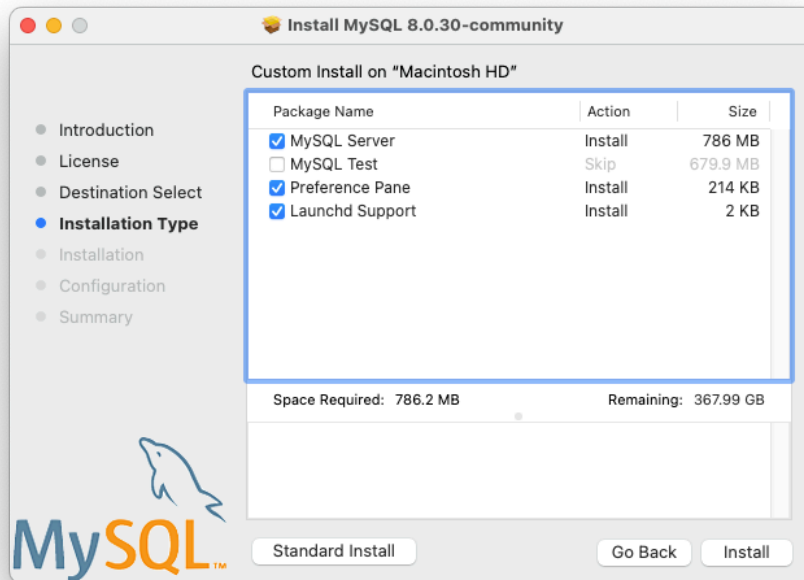 Install MySQL 8.0.30-community
Custom Install on “Macintosh HD”
Introduction
License
Destination Select
Installation Type
Installation
Configuration
Summary
Package Name Action Size
MySQL Server Install 786 MB
MySQL Test Skip 679.9 MB
Preference Pane Install 214 KB
Launchd Support Install 2 KB
Space Required: 786.2 MB Remaining: 367.99 GB
MySQL™
Standard Install Go Back Install